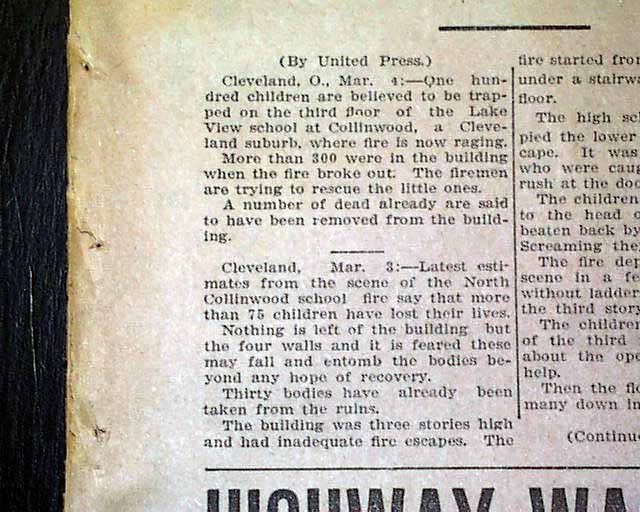 (By United Press.)
Cleveland, O., Mar. 4:—One hun-
dred children are believed to be trap-
ped on the third floor of the Lake
View school at Collinwood, a Cleve-
land suburb, where fire is now raging.
More than 300 were in the building
when the fire broke out. The firemen
are trying to rescue the little ones.
A number of dead already are said
to have been removed from the build-
ing.
Cleveland, Mar. 3:—Latest esti-
mates from the scene of the North
Collinwood school fire say that more
than 75 children have lost their lives.
Nothing is left of the building but
the four walls and it is feared these
may fall and entomb the bodies be-
yond any hope of recovery.
Thirty bodies have already been
taken from the ruins.
The building was three stories high
and had inadequate fire escapes. The
fire started from
under a stairwa
floor.
The high sch
pied the lower
cape. It was
who were caug
rush at the doo
The children
to the head o
beaten back by
Screaming the
The fire dep
scene in a fe
without ladder
the third story
The children
of the third
about the ope
help.
Then the fl
many down in
(Continu
HIGHWAY WA